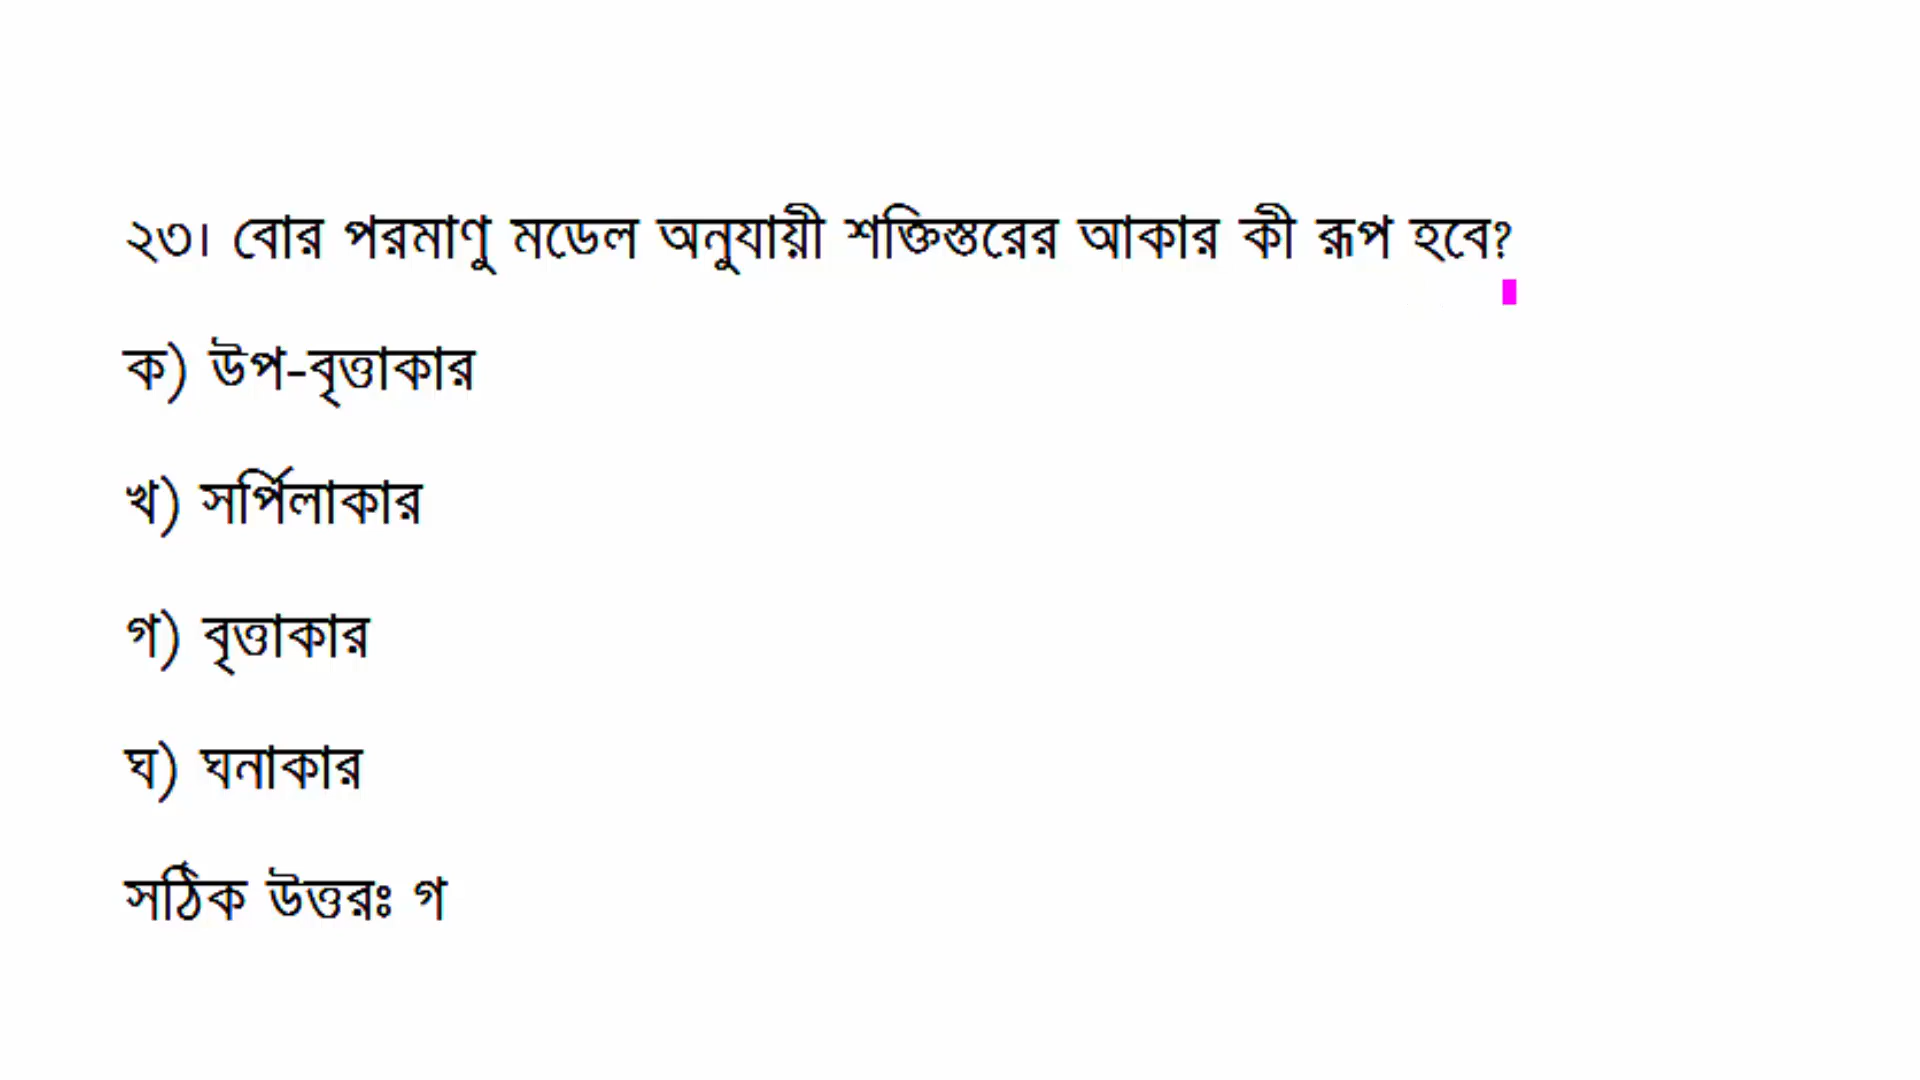 ২৩। বোর পরমাণু মডেল অনুযায়ী শক্তিস্তরের আকার কী রূপ হবে?
ক) উপ-বৃত্তাকার
খ) সর্পিলাকার
গ) বৃত্তাকার
ঘ) ঘনাকার
সঠিক উত্তরঃ গ